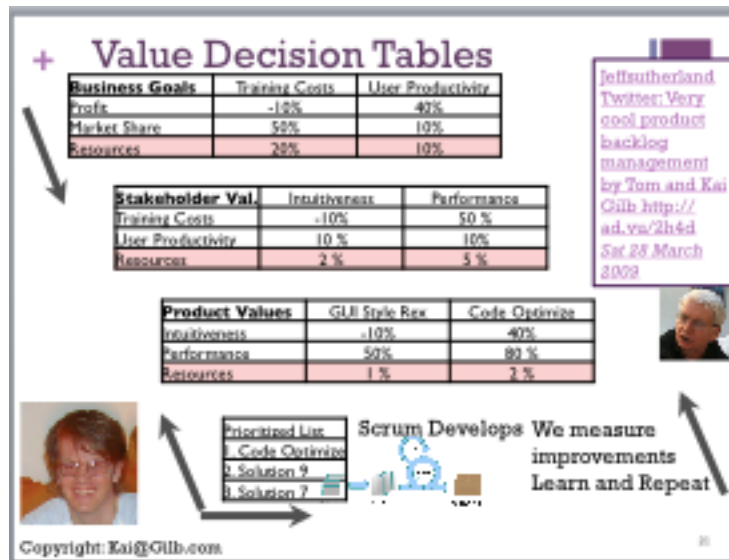 + Value Decision Tables
Business Goals Training Costs User Productivity
Profit -10% 40%
Market Share 50% 10%
Resources 20% 10%
Stakeholder Val. Intuitiveness Performance
Training Costs -10% 50 %
User Productivity 10 % 10%
Resources 2 % 5 %
Product Values GUI Style Rex Code Optimize
Intuitiveness -10% 40%
Performance 50% 80 %
Resources 1 % 2 %
Prioritized List
1. Code Optimize
2. Solution 9
3. Solution 7
Scrum Develops
We measure
improvements
Learn and Repeat
Jeffsutherland
Twitter: Very
cool product
backlog
management
by Tom and Kai
Gilb http://
ad.vu/2h4d
Sat 28 March
2009
Copyright: Kai@Gilb.com